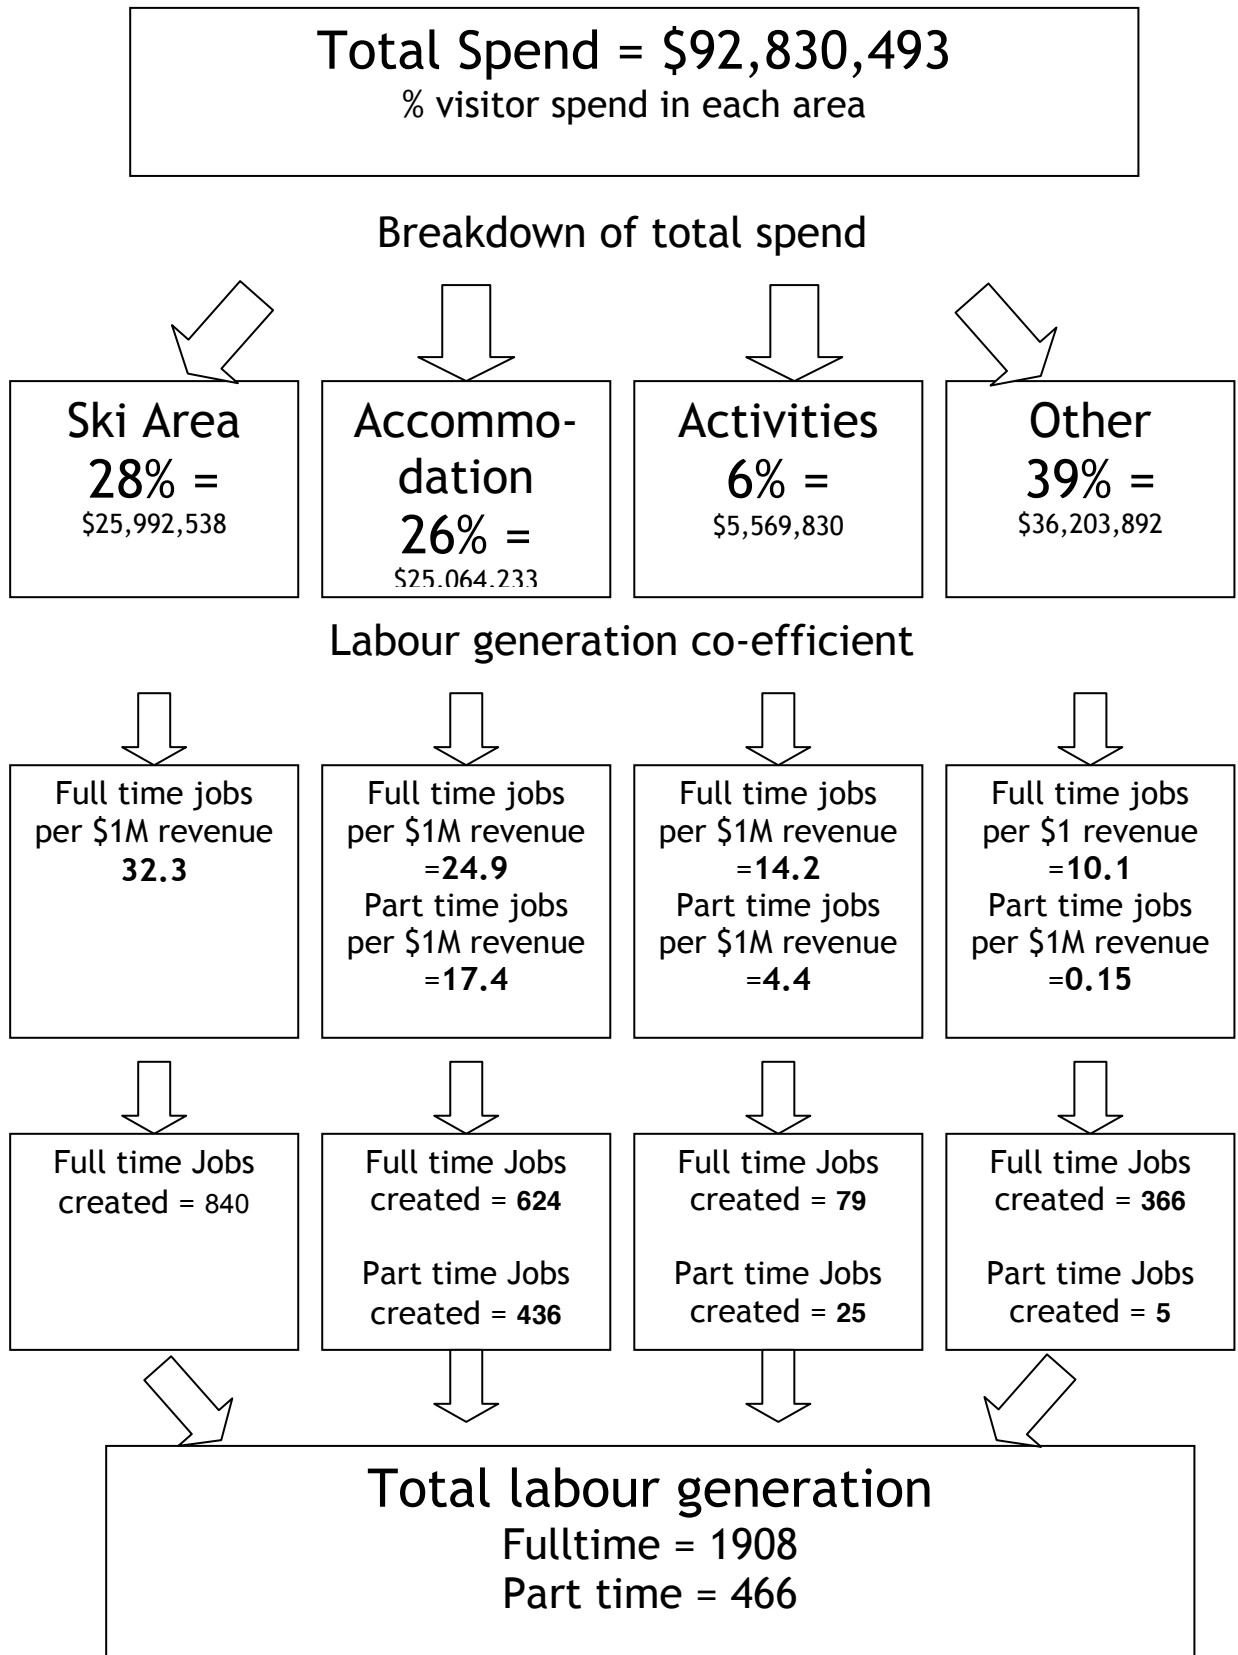 Total Spend = $92,830,493
% visitor spend in each area
Breakdown of total spend
Ski Area
28% =
$25,992,538
Accommo-
dation
26% =
$25,064,233
Activities
6% =
$5,569,830
Other
39% =
$36,203,892
Labour generation co-efficient
Full time jobs
per $1M revenue
32.3
Full time jobs
per $1M revenue
=24.9
Part time jobs
per $1M revenue
=17.4
Full time jobs
per $1M revenue
=14.2
Part time jobs
per $1M revenue
=4.4
Full time jobs
per $1 revenue
=10.1
Part time jobs
per $1M revenue
=0.15
Full time Jobs
created = 840
Full time Jobs
created = 624
Part time Jobs
created = 436
Full time Jobs
created = 79
Part time Jobs
created = 25
Full time Jobs
created = 366
Part time Jobs
created = 5
Total labour generation
Fulltime = 1908
Part time = 466